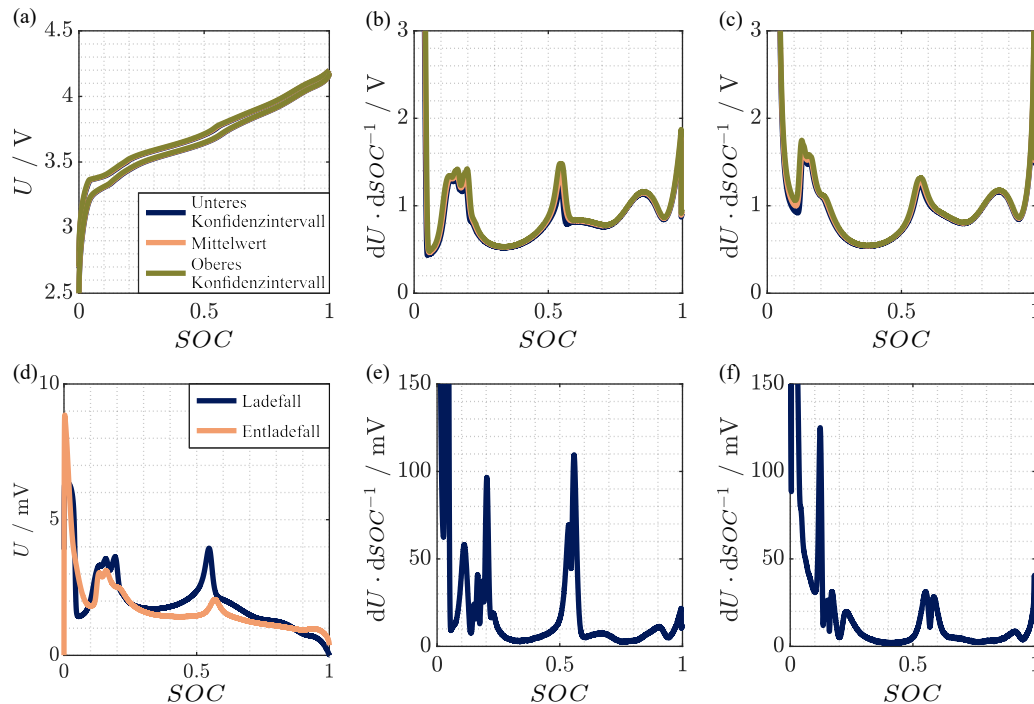 (a)
4.5
4
3.5
3
2.5
U / V
0
0.5
1
SOC
Unteres
Konfidenzintervall
Mittelwert
Oberes
Konfidenzintervall
(b)
3
2
1
0
dU · dSOC⁻¹ / V
0
0.5
1
SOC
(c)
3
2
1
0
dU · dSOC⁻¹ / V
0
0.5
1
SOC
(d)
10
5
0
U / mV
0
0.5
1
SOC
Ladefall
Entladefall
(e)
150
100
50
0
dU · dSOC⁻¹ / mV
0
0.5
1
SOC
(f)
150
100
50
0
dU · dSOC⁻¹ / mV
0
0.5
1
SOC